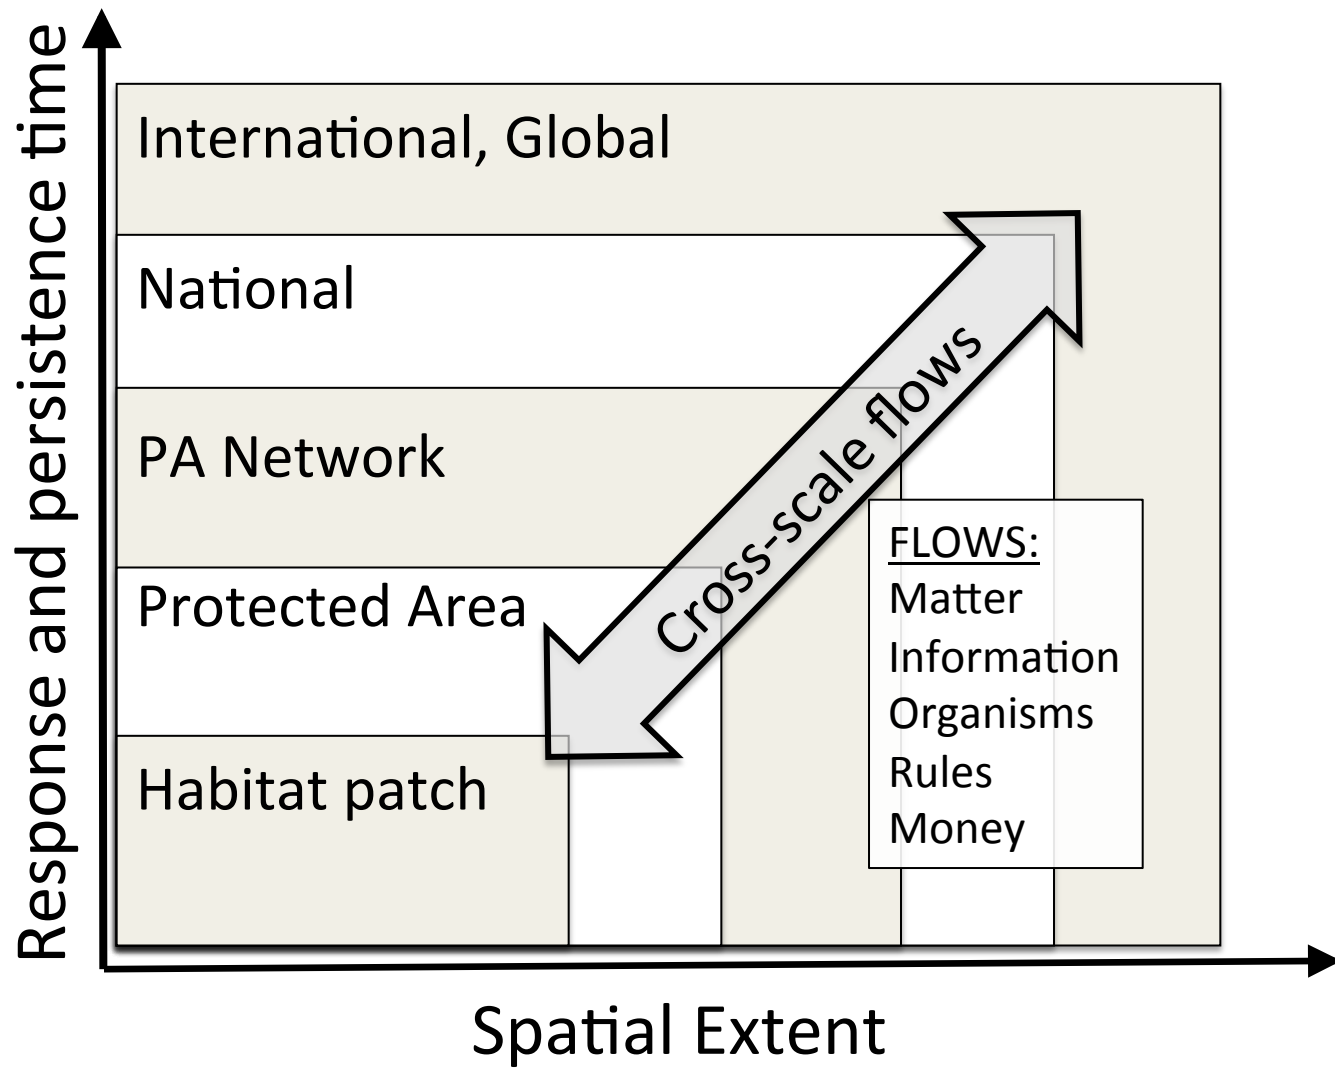 Response and persistence time
International, Global
National
PA Network
Protected Area
Habitat patch
Cross-scale flows
FLOWS:
Matter
Information
Organisms
Rules
Money
Spatial Extent